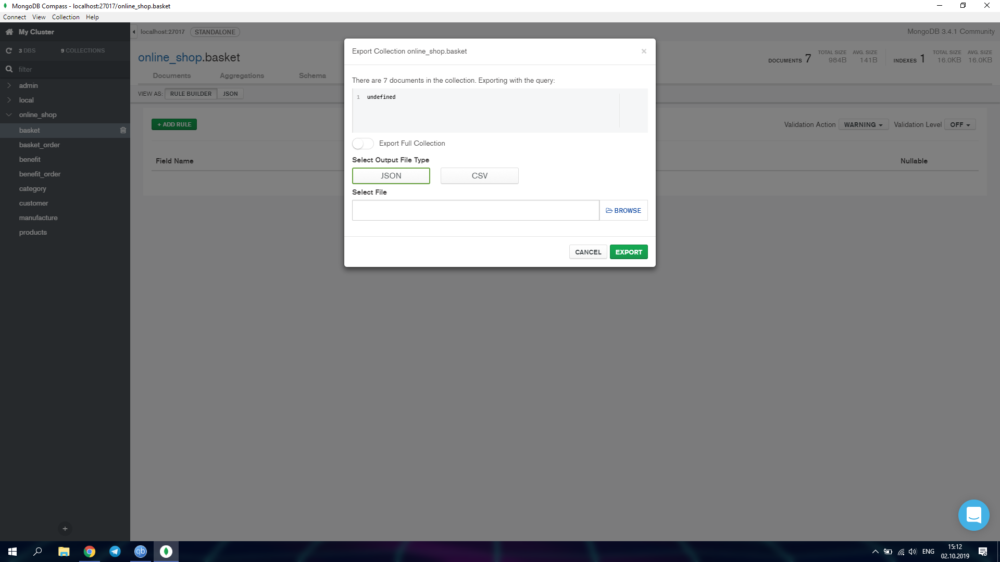 MongoDB Compass - localhost:27017/online_shop.basket
Connect View Collection Help
My Cluster
3 DBS 9 COLLECTIONS
filter
admin
local
online_shop
basket
basket_order
benefit
benefit_order
category
customer
manufacture
products
+
localhost:27017 STANDALONE
MongoDB 3.4.1 Community
online_shop.basket
DOCUMENTS 7 TOTAL SIZE 984B AVG. SIZE 141B INDEXES 1 TOTAL SIZE 16.0KB AVG. SIZE 16.0KB
Documents Aggregations Schema
VIEW AS: RULE BUILDER JSON
+ ADD RULE
Validation Action WARNING Validation Level OFF
Field Name Nullable
Export Collection online_shop.basket ×
There are 7 documents in the collection. Exporting with the query:
1 undefined
Export Full Collection
Select Output File Type
JSON CSV
Select File
BROWSE
CANCEL EXPORT
qb
ENG
15:12
02.10.2019